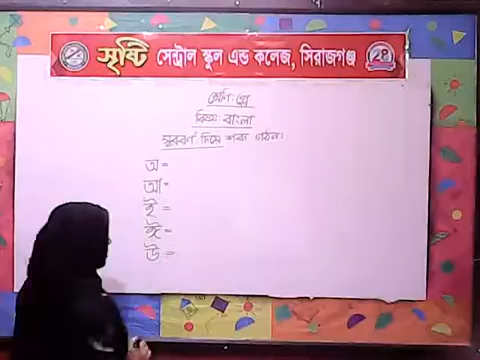 সৃষ্টি সেন্ট্রাল স্কুল এন্ড কলেজ, সিরাজগঞ্জ
শ্রেণি: প্লে
বিষয়: বাংলা
স্বরবর্ণ দিয়ে শব্দ গঠন।
অ =
আ =
ই =
ঈ =
উ =